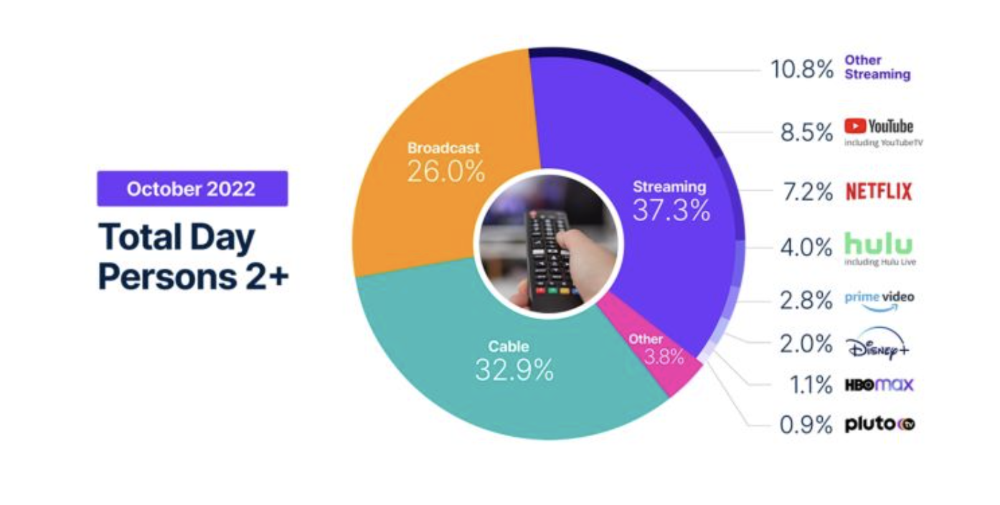 October 2022
Total Day
Persons 2+
Broadcast
26.0%
Streaming
37.3%
Cable
32.9%
Other
3.8%
10.8% Other
Streaming
8.5% YouTube
including YouTubeTV
7.2% NETFLIX
4.0% hulu
including Hulu Live
2.8% prime video
2.0% Disney+
1.1% HBOmax
0.9% pluto tv